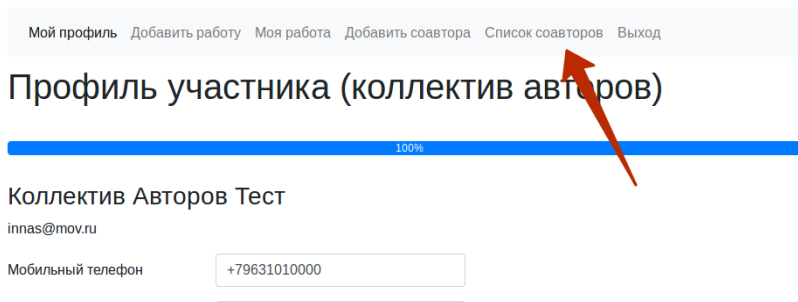 Мой профиль Добавить работу Моя работа Добавить соавтора Список соавторов Выход
Профиль участника (коллектив авторов)
100%
Коллектив Авторов Тест
innas@mov.ru
Мобильный телефон +79631010000